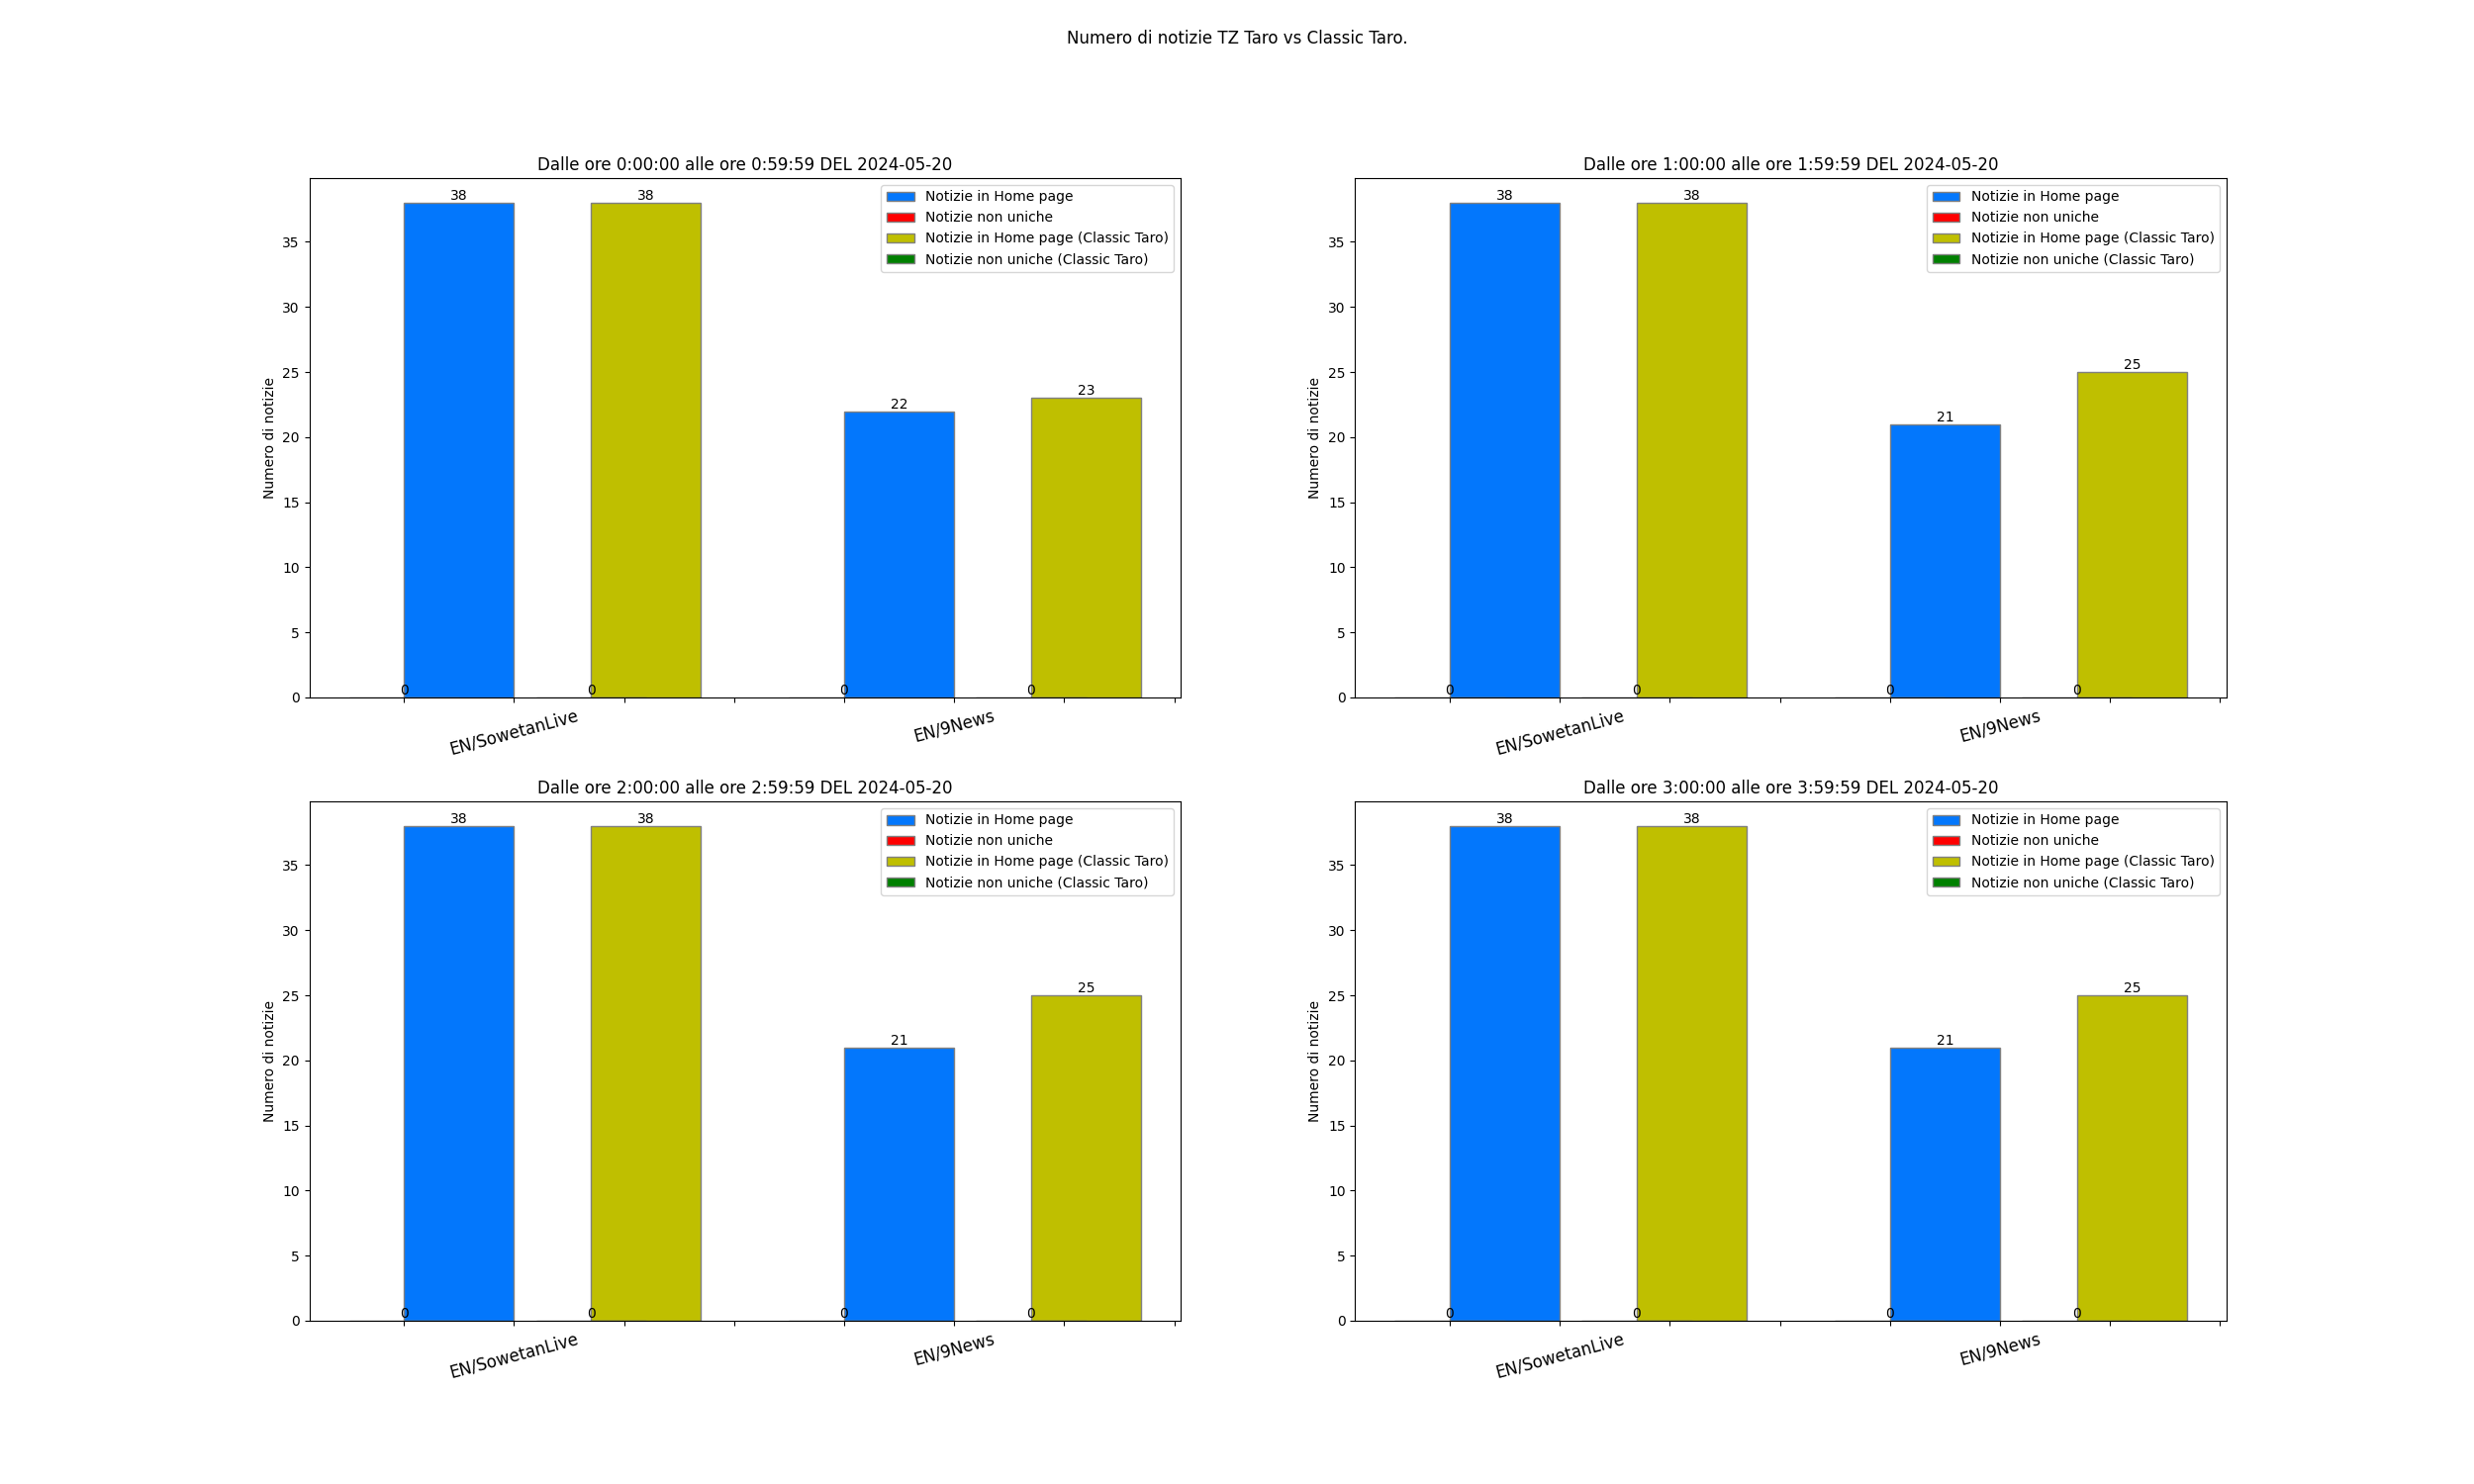 Numero di notizie TZ Taro vs Classic Taro.
Dalle ore 0:00:00 alle ore 0:59:59 DEL 2024-05-20
Numero di notizie
35
30
25
20
15
10
5
0
38
38
22
23
0
0
0
0
Notizie in Home page
Notizie non uniche
Notizie in Home page (Classic Taro)
Notizie non uniche (Classic Taro)
EN/SowetanLive
EN/9News
Dalle ore 1:00:00 alle ore 1:59:59 DEL 2024-05-20
Numero di notizie
35
30
25
20
15
10
5
0
38
38
21
25
0
0
0
0
Notizie in Home page
Notizie non uniche
Notizie in Home page (Classic Taro)
Notizie non uniche (Classic Taro)
EN/SowetanLive
EN/9News
Dalle ore 2:00:00 alle ore 2:59:59 DEL 2024-05-20
Numero di notizie
35
30
25
20
15
10
5
0
38
38
21
25
0
0
0
0
Notizie in Home page
Notizie non uniche
Notizie in Home page (Classic Taro)
Notizie non uniche (Classic Taro)
EN/SowetanLive
EN/9News
Dalle ore 3:00:00 alle ore 3:59:59 DEL 2024-05-20
Numero di notizie
35
30
25
20
15
10
5
0
38
38
21
25
0
0
0
0
Notizie in Home page
Notizie non uniche
Notizie in Home page (Classic Taro)
Notizie non uniche (Classic Taro)
EN/SowetanLive
EN/9News